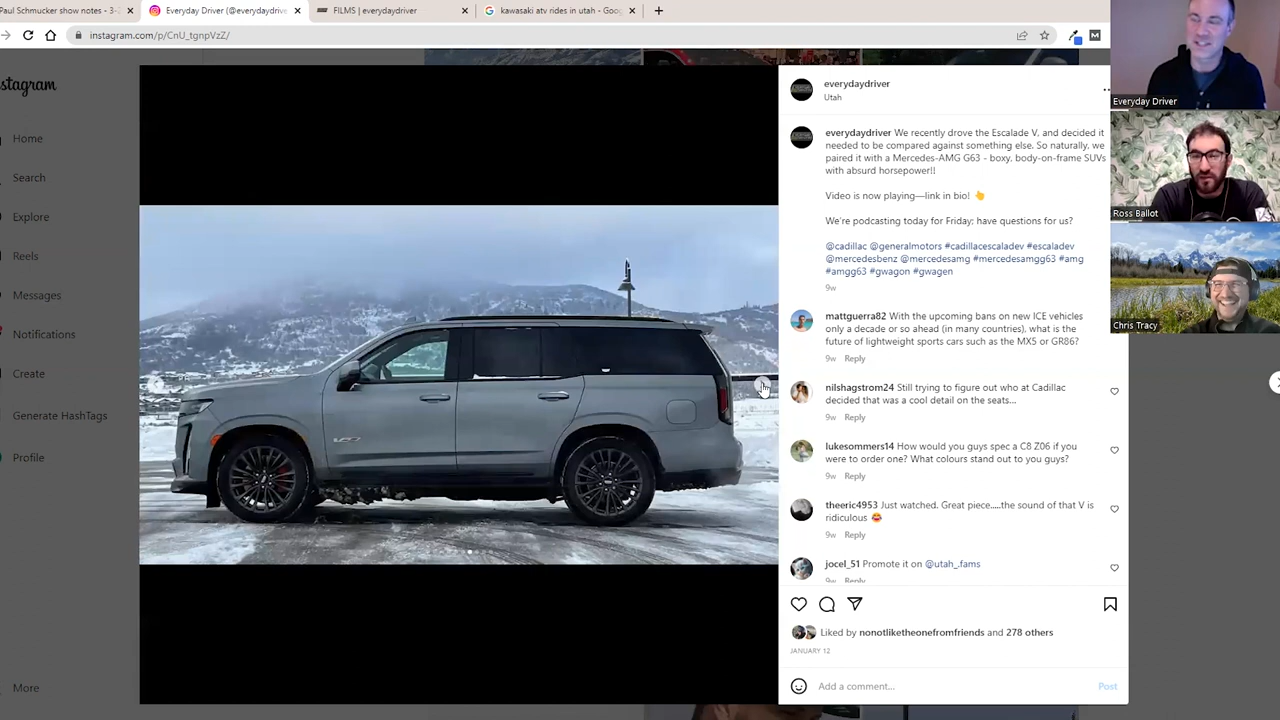 Paul Schmucker show notes - 3-2
Everyday Driver (@everydaydrive
FILMS | everydaydriver
kawasaki atv rides in utah - Goog
instagram.com/p/CnU_tgnpVzZ/
stagram
Home
Search
Explore
Reels
Messages
Notifications
Create
Generate HashTags
Profile
More
everydaydriver
Utah
everydaydriver We recently drove the Escalade V, and decided it
needed to be compared against something else. So naturally, we
paired it with a Mercedes-AMG G63 - boxy, body-on-frame SUVs
with absurd horsepower!!
Video is now playing—link in bio! 👆
We're podcasting today for Friday; have questions for us?
@cadillac @generalmotors #cadillacescaladev #escaladev
@mercedesbenz @mercedesamg #mercedesamgg63 #amg
#amgg63 #gwagon #gwagen
9w
mattguerra82 With the upcoming bans on new ICE vehicles
only a decade or so ahead (in many countries), what is the
future of lightweight sports cars such as the MX5 or GR86?
9w Reply
nilshagstrom24 Still trying to figure out who at Cadillac
decided that was a cool detail on the seats...
9w Reply
lukesommers14 How would you guys spec a C8 Z06 if you
were to order one? What colours stand out to you guys?
9w Reply
theeric4953 Just watched. Great piece.....the sound of that V is
ridiculous 😂
9w Reply
jocel_51 Promote it on @utah_.fams
9w Reply
Liked by nonotliketheonefromfriends and 278 others
JANUARY 12
Add a comment...
Post
Everyday Driver
Ross Ballot
Chris Tracy